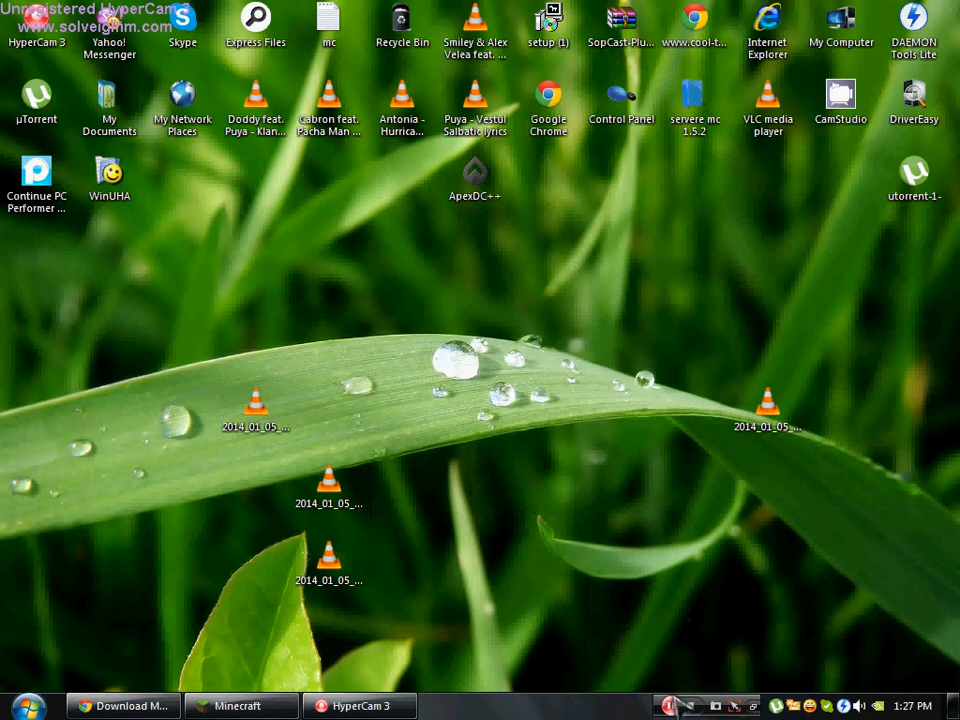 Unregistered HyperCam 3
www.solveigmm.com
HyperCam 3
Yahoo! Messenger
Skype
Express Files
mc
Recycle Bin
Smiley & Alex Velea feat. ...
setup (1)
SopCast-Plu...
www.cool-t...
Internet Explorer
My Computer
DAEMON Tools Lite
µTorrent
My Documents
My Network Places
Doddy feat. Puya - Klan...
Cabron feat. Pacha Man ...
Antonia - Hurrica...
Puya - Vestul Salbatic lyrics
Google Chrome
Control Panel
servere mc 1.5.2
VLC media player
CamStudio
DriverEasy
Continue PC Performer ...
WinUHA
ApexDC++
utorrent-1-
2014_01_05_...
2014_01_05_...
2014_01_05_...
2014_01_05_...
Download M...
Minecraft
HyperCam 3
1:27 PM